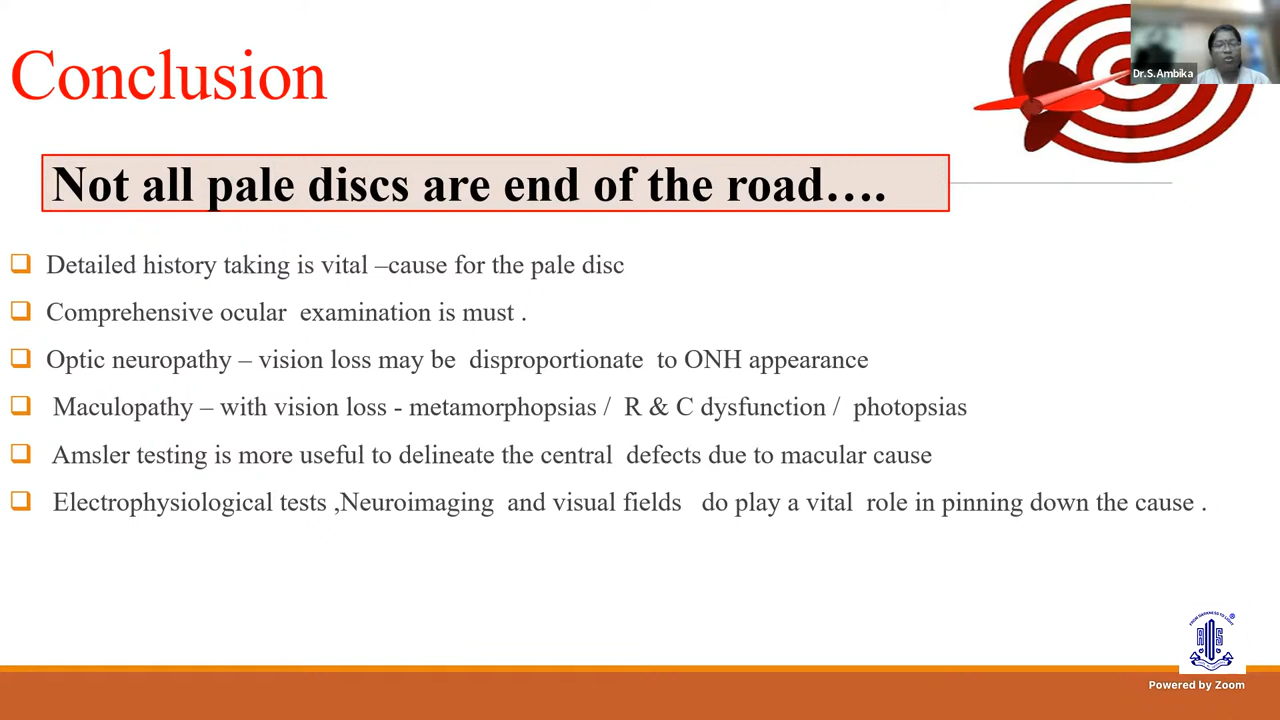 Conclusion
Dr.S.Ambika
Not all pale discs are end of the road….
Detailed history taking is vital –cause for the pale disc
Comprehensive ocular examination is must .
Optic neuropathy – vision loss may be disproportionate to ONH appearance
Maculopathy – with vision loss - metamorphopsias / R & C dysfunction / photopsias
Amsler testing is more useful to delineate the central defects due to macular cause
Electrophysiological tests ,Neuroimaging and visual fields do play a vital role in pinning down the cause .
Powered by Zoom